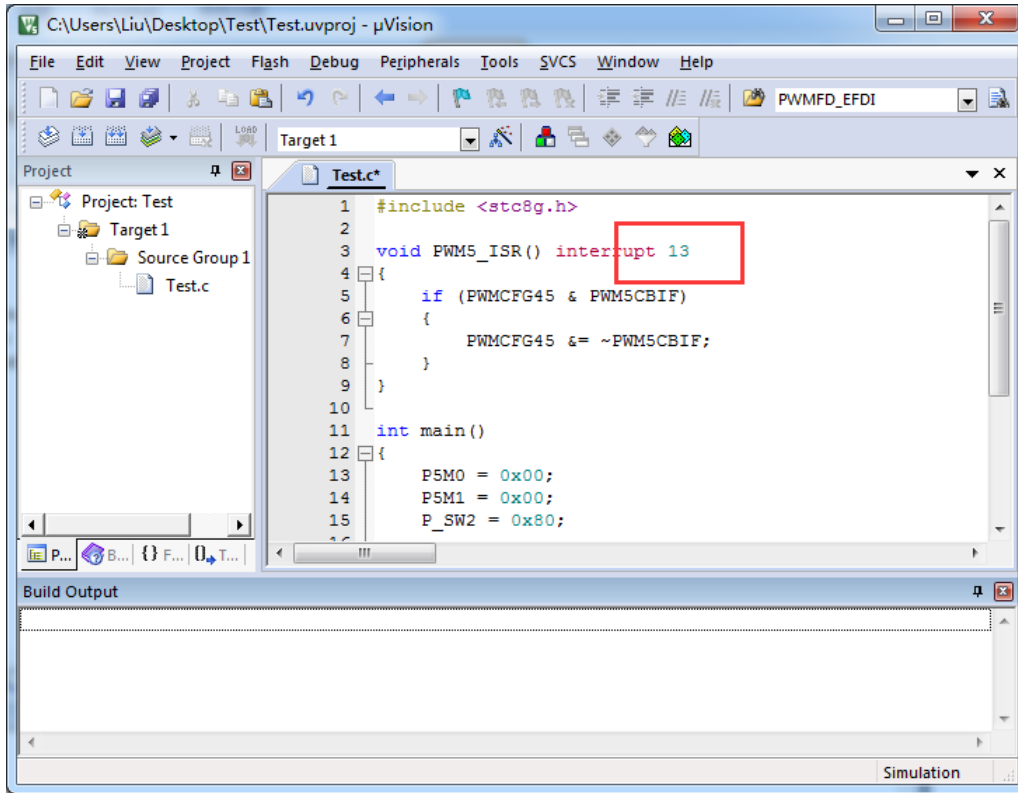 C:\Users\Liu\Desktop\Test\Test.uvproj - µVision
File Edit View Project Flash Debug Peripherals Tools SVCS Window Help
PWMFD_EFDI
LOAD Target 1
Project
Test.c*
Project: Test
Target 1
Source Group 1
Test.c
1 #include <stc8g.h>
2
3 void PWM5_ISR() interrupt 13
4 {
5 if (PWMCFG45 & PWM5CBIF)
6 {
7 PWMCFG45 &= ~PWM5CBIF;
8 }
9 }
10
11 int main()
12 {
13 P5M0 = 0x00;
14 P5M1 = 0x00;
15 P_SW2 = 0x80;
P... B... {} F... 0 T...
Build Output
Simulation